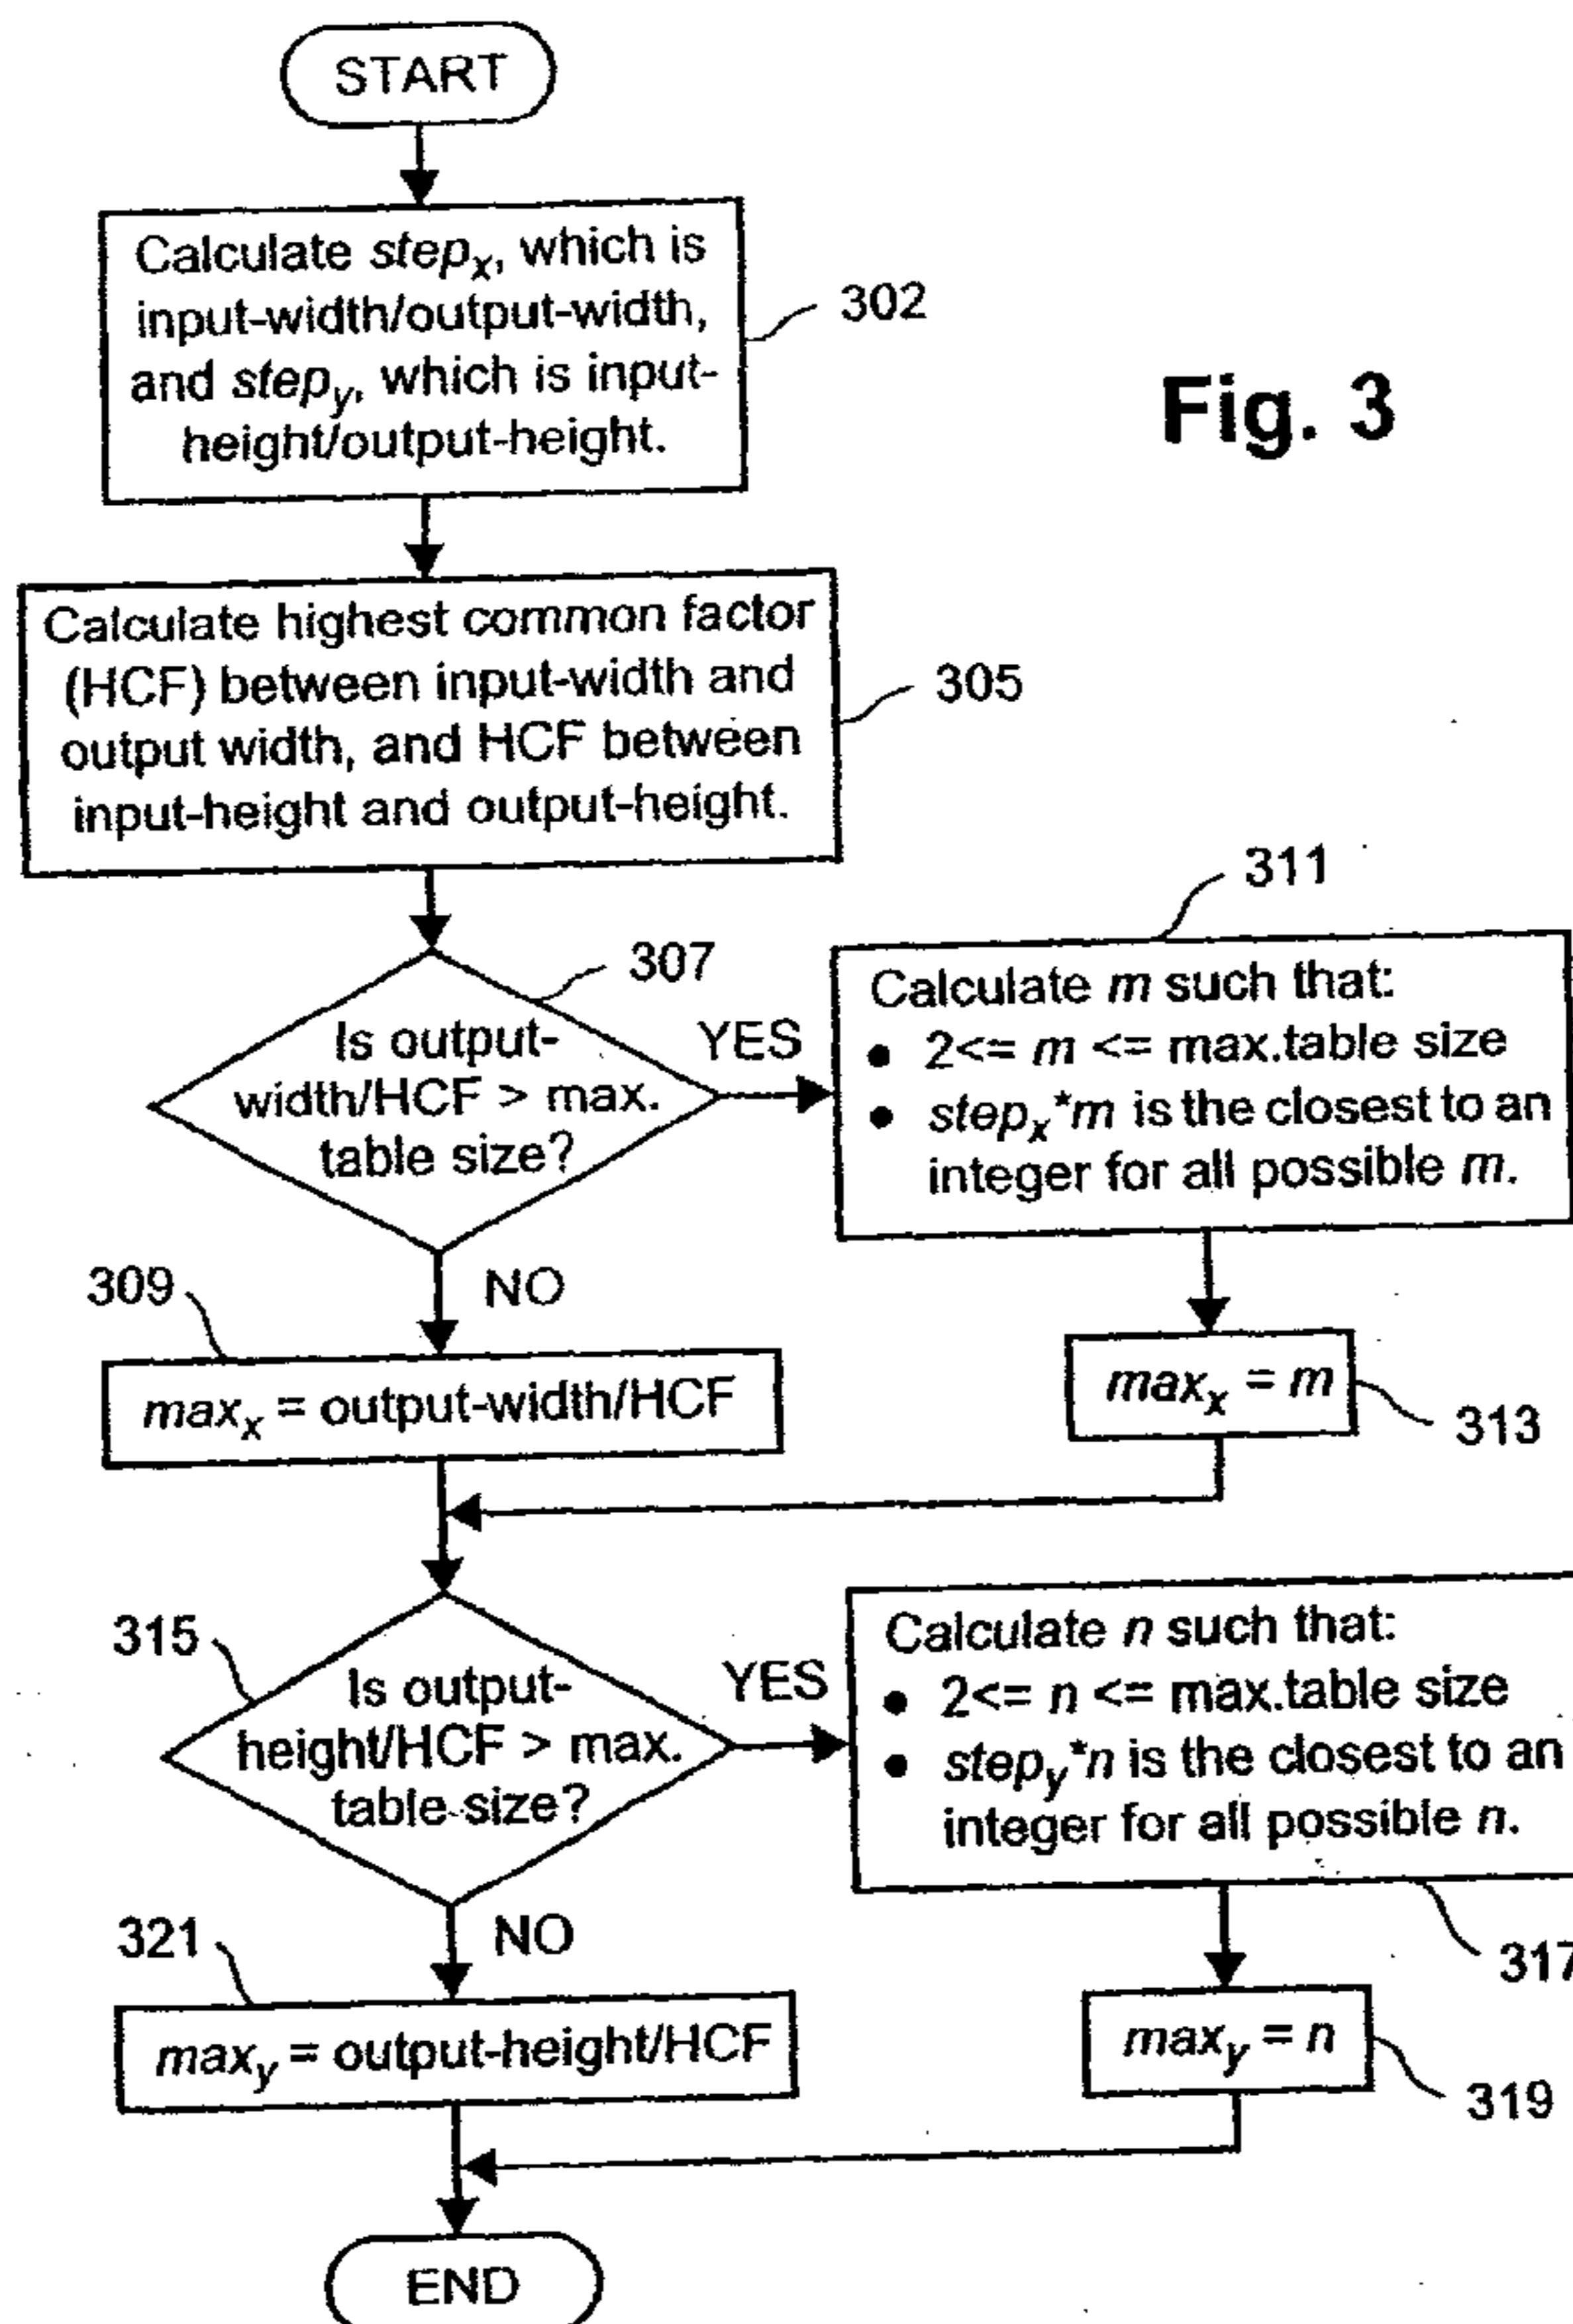 START
Calculate stepx, which is
input-width/output-width,
and stepy, which is input-
height/output-height.
302
Fig. 3
Calculate highest common factor
(HCF) between input-width and
output width, and HCF between
input-height and output-height.
305
307
Is output-
width/HCF > max.
table size?
YES
311
Calculate m such that:
• 2<= m <= max.table size
• stepx*m is the closest to an
integer for all possible m.
NO
309
maxx = output-width/HCF
maxx = m
313
315
Is output-
height/HCF > max.
table size?
YES
Calculate n such that:
• 2<= n <= max.table size
• stepy*n is the closest to an
integer for all possible n.
317
NO
321
maxy = output-height/HCF
maxy = n
319
END